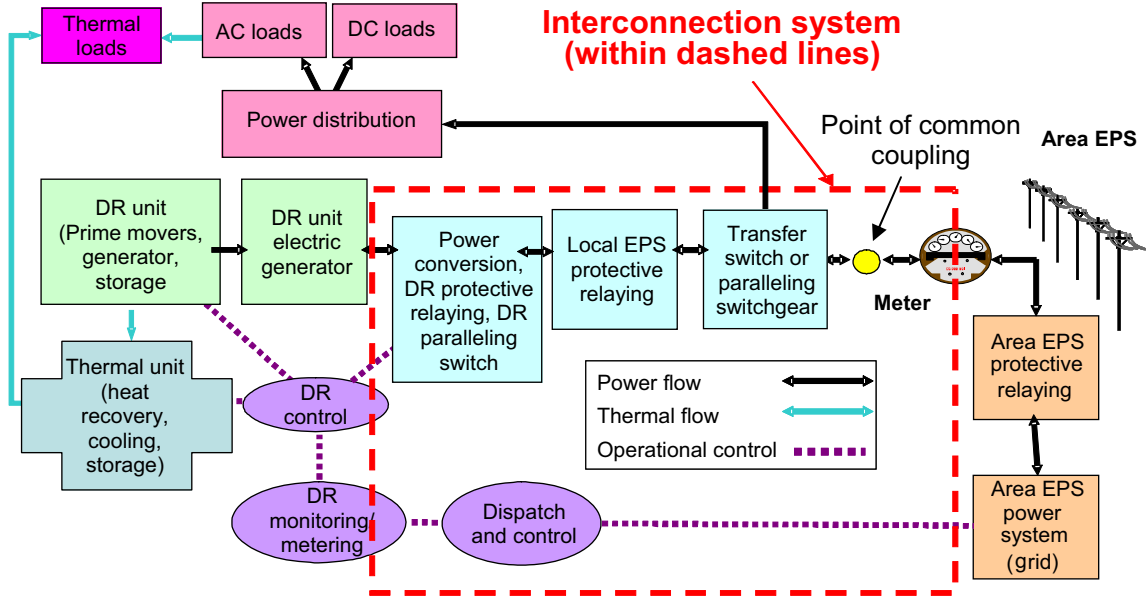 Thermal
loads
AC loads
DC loads
Interconnection system
(within dashed lines)
Power distribution
Point of common
coupling
Area EPS
DR unit
(Prime movers,
generator,
storage
DR unit
electric
generator
Power
conversion,
DR protective
relaying, DR
paralleling
switch
Local EPS
protective
relaying
Transfer
switch or
paralleling
switchgear
Meter
Area EPS
protective
relaying
Thermal unit
(heat
recovery,
cooling,
storage)
DR
control
Power flow
Thermal flow
Operational control
DR
monitoring/
metering
Dispatch
and control
Area EPS
power
system
(grid)